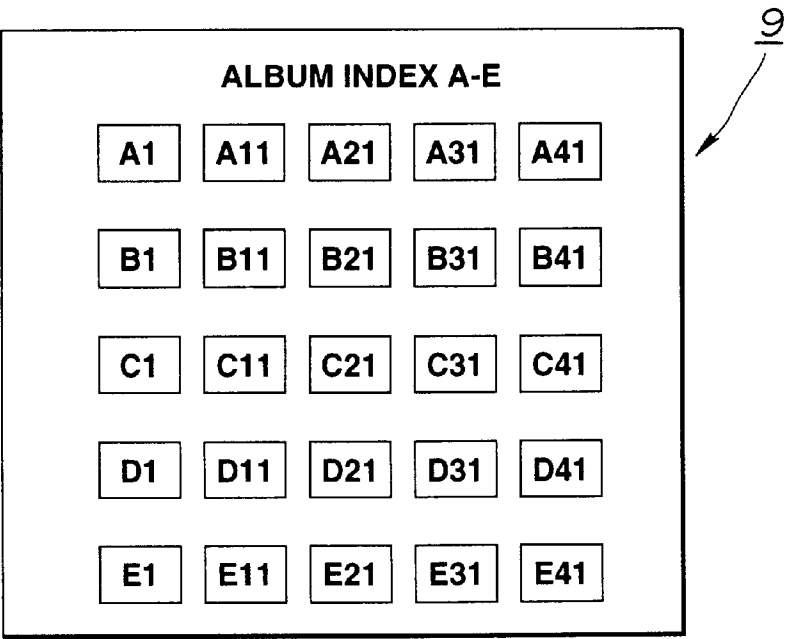 9
ALBUM INDEX A-E
A1 A11 A21 A31 A41
B1 B11 B21 B31 B41
C1 C11 C21 C31 C41
D1 D11 D21 D31 D41
E1 E11 E21 E31 E41